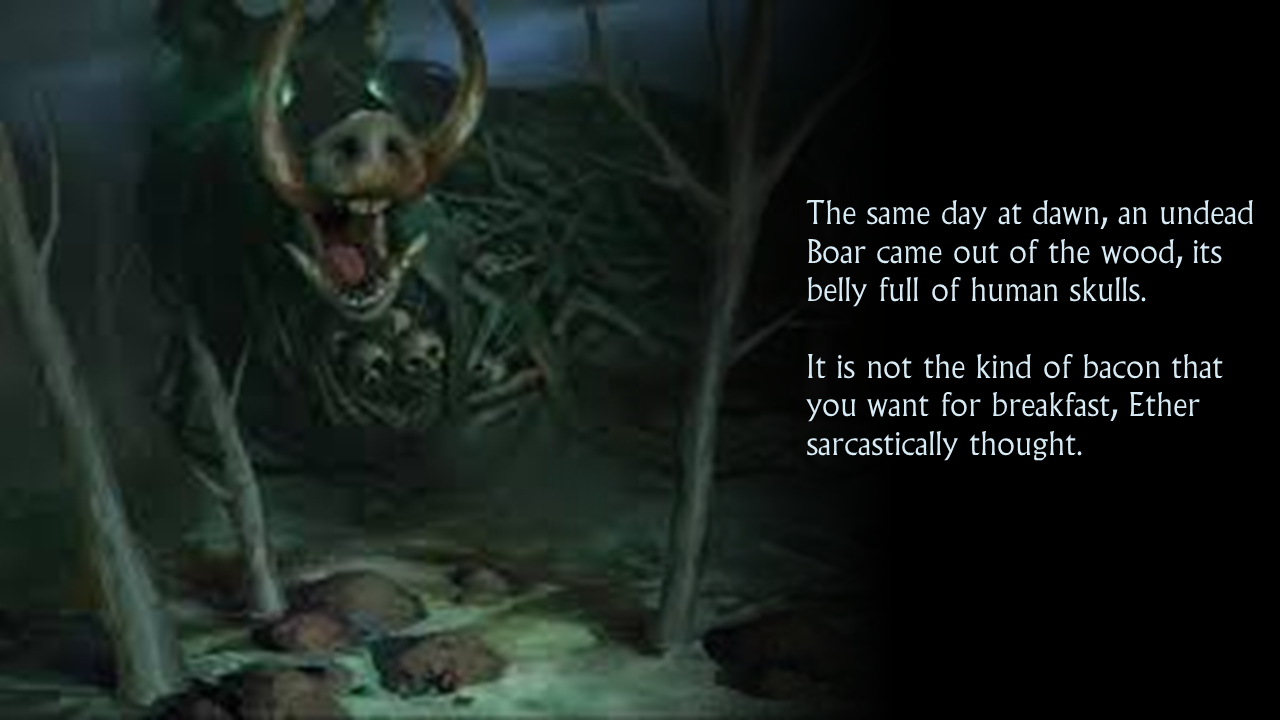 The same day at dawn, an undead
Boar came out of the wood, its
belly full of human skulls.
It is not the kind of bacon that
you want for breakfast, Ether
sarcastically thought.